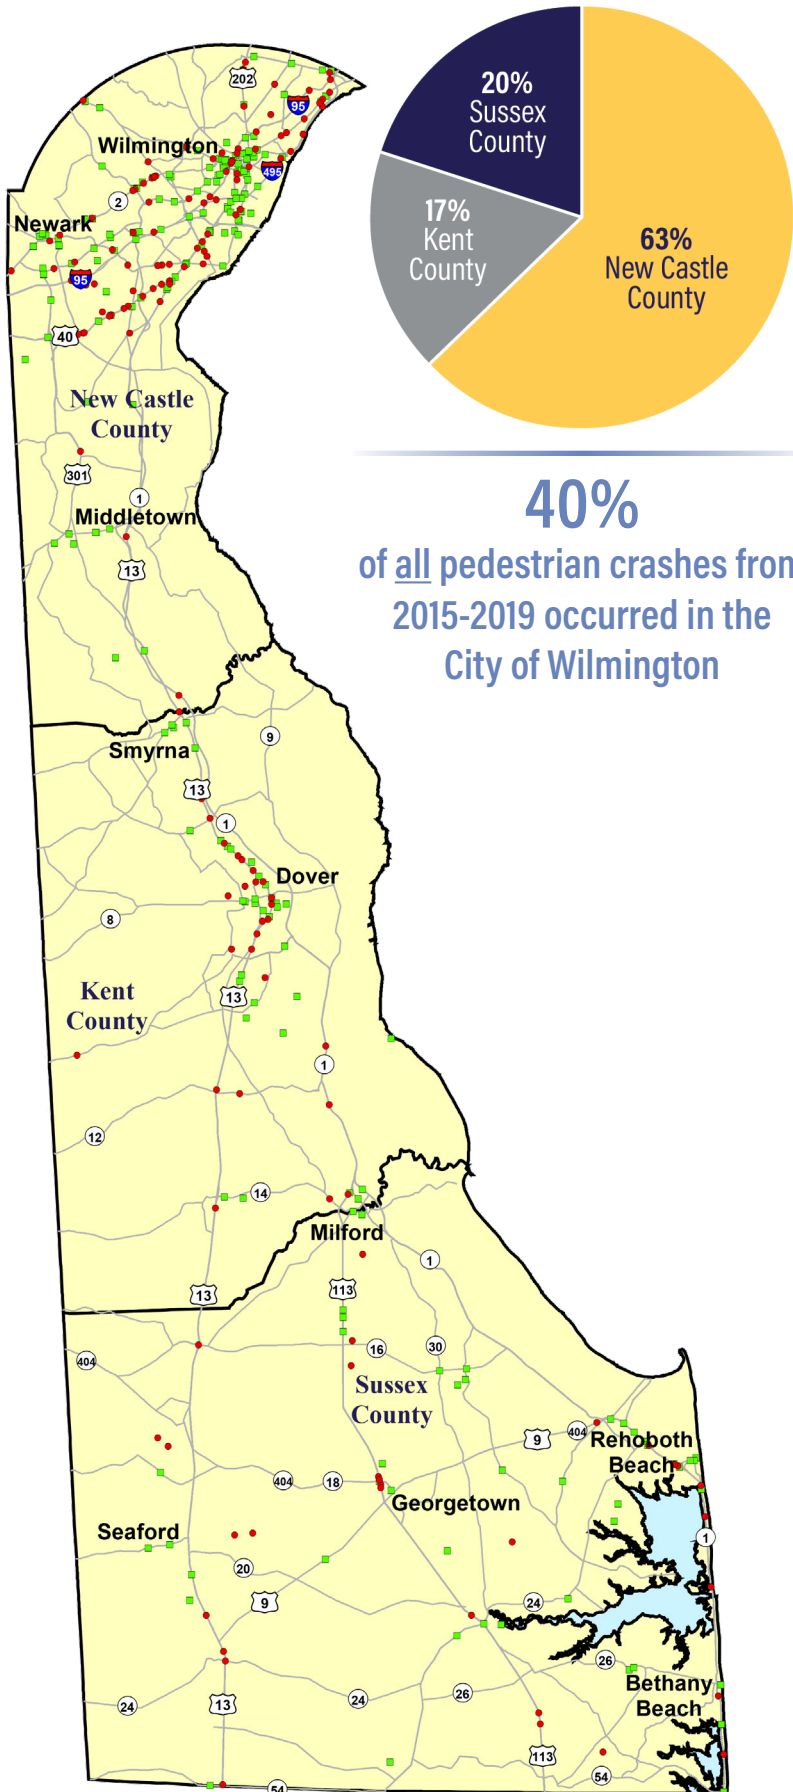 20%
Sussex
County
17%
Kent
County
63%
New Castle
County
40%
of all pedestrian crashes from
2015-2019 occurred in the
City of Wilmington
202
95
Wilmington
495
2
Newark
95
40
New Castle
County
301
1
Middletown
13
9
Smyrna
13
1
Dover
8
Kent
County
13
1
12
14
Milford
1
13
113
16
30
404
Sussex
County
9
404
Rehoboth
Beach
404
18
Georgetown
Seaford
1
20
9
24
26
Bethany
Beach
24
13
24
26
113
54
54